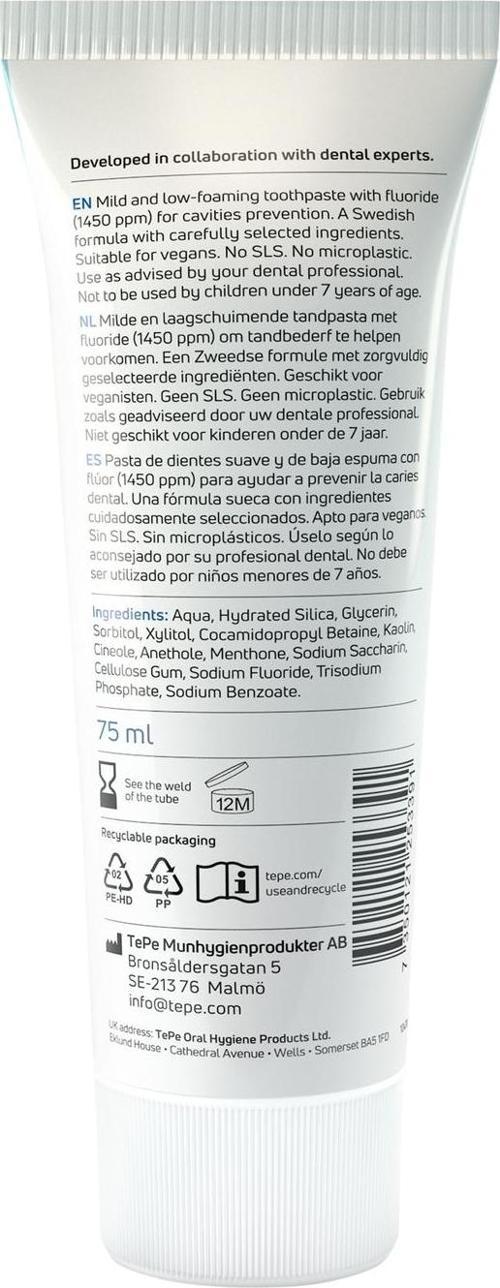 Developed in collaboration with dental experts.
EN Mild and low-foaming toothpaste with fluoride
(1450 ppm) for cavities prevention. A Swedish
formula with carefully selected ingredients.
Suitable for vegans. No SLS. No microplastic.
Use as advised by your dental professional.
Not to be used by children under 7 years of age.
NL Milde en laagschuimende tandpasta met
fluoride (1450 ppm) om tandbederf te helpen
voorkomen. Een Zweedse formule met zorgvuldig
geselecteerde ingrediënten. Geschikt voor
veganisten. Geen SLS. Geen microplastic. Gebruik
zoals geadviseerd door uw dentale professional.
Niet geschikt voor kinderen onder de 7 jaar.
ES Pasta de dientes suave y de baja espuma con
flúor (1450 ppm) para ayudar a prevenir la caries
dental. Una fórmula sueca con ingredientes
cuidadosamente seleccionados. Apto para veganos.
Sin SLS. Sin microplásticos. Úselo según lo
aconsejado por su profesional dental. No debe
ser utilizado por niños menores de 7 años.
Ingredients: Aqua, Hydrated Silica, Glycerin,
Sorbitol, Xylitol, Cocamidopropyl Betaine, Kaolin,
Cineole, Anethole, Menthone, Sodium Saccharin,
Cellulose Gum, Sodium Fluoride, Trisodium
Phosphate, Sodium Benzoate.
75 ml
See the weld
of the tube
12M
Recyclable packaging
02
PE-HD
05
PP
tepe.com/
useandrecycle
TePe Munhygienprodukter AB
Bronsåldersgatan 5
SE-213 76 Malmö
info@tepe.com
UK address: TePe Oral Hygiene Products Ltd.
Eklund House • Cathedral Avenue • Wells • Somerset BA5 1FD